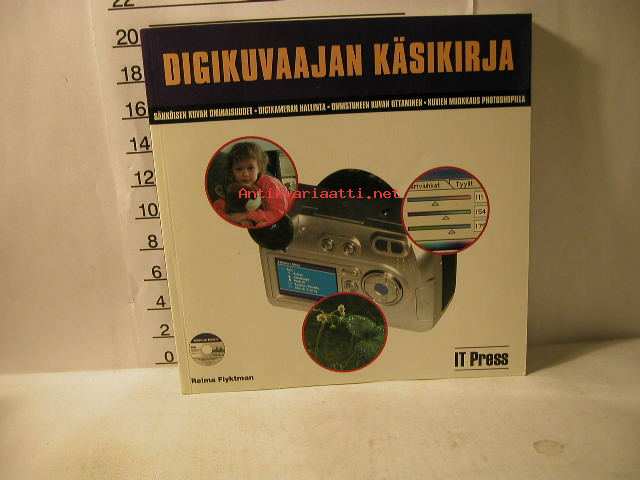 DIGIKUVAAJAN KÄSIKIRJA
SÄHKÖISEN KUVAN OMINAISUUDET • DIGIKAMERAN HALLINTA • ONNISTUNEEN KUVAN OTTAMINEN • KUVIEN MUOKKAUS PHOTOSHOPILLA
Antikvariaatti.net
Tyylit
IT Press
Reima Flyktman
22
20
18
16
14
12
10
8
6
4
2
0